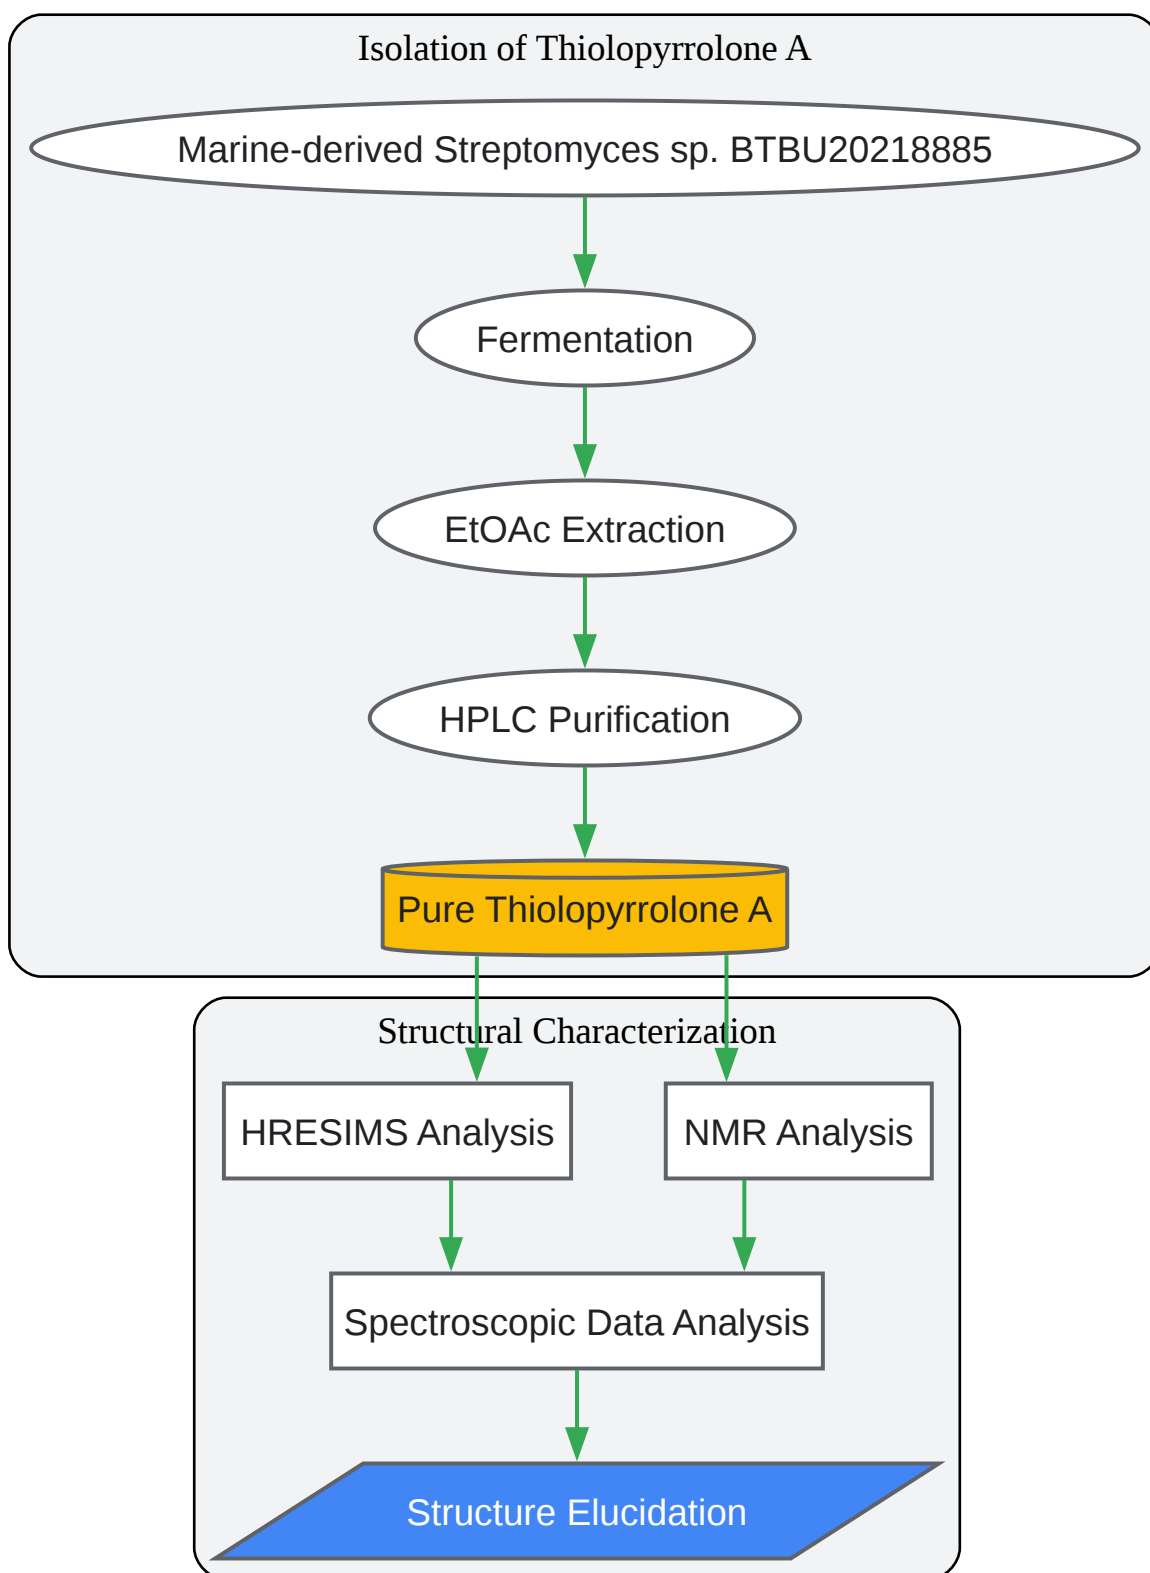 Isolation of Thiolopyrrolone A
Marine-derived Streptomyces sp. BTBU20218885
Fermentation
EtOAc Extraction
HPLC Purification
Pure Thiolopyrrolone A
Structural Characterization
HRESIMS Analysis
NMR Analysis
Spectroscopic Data Analysis
Structure Elucidation